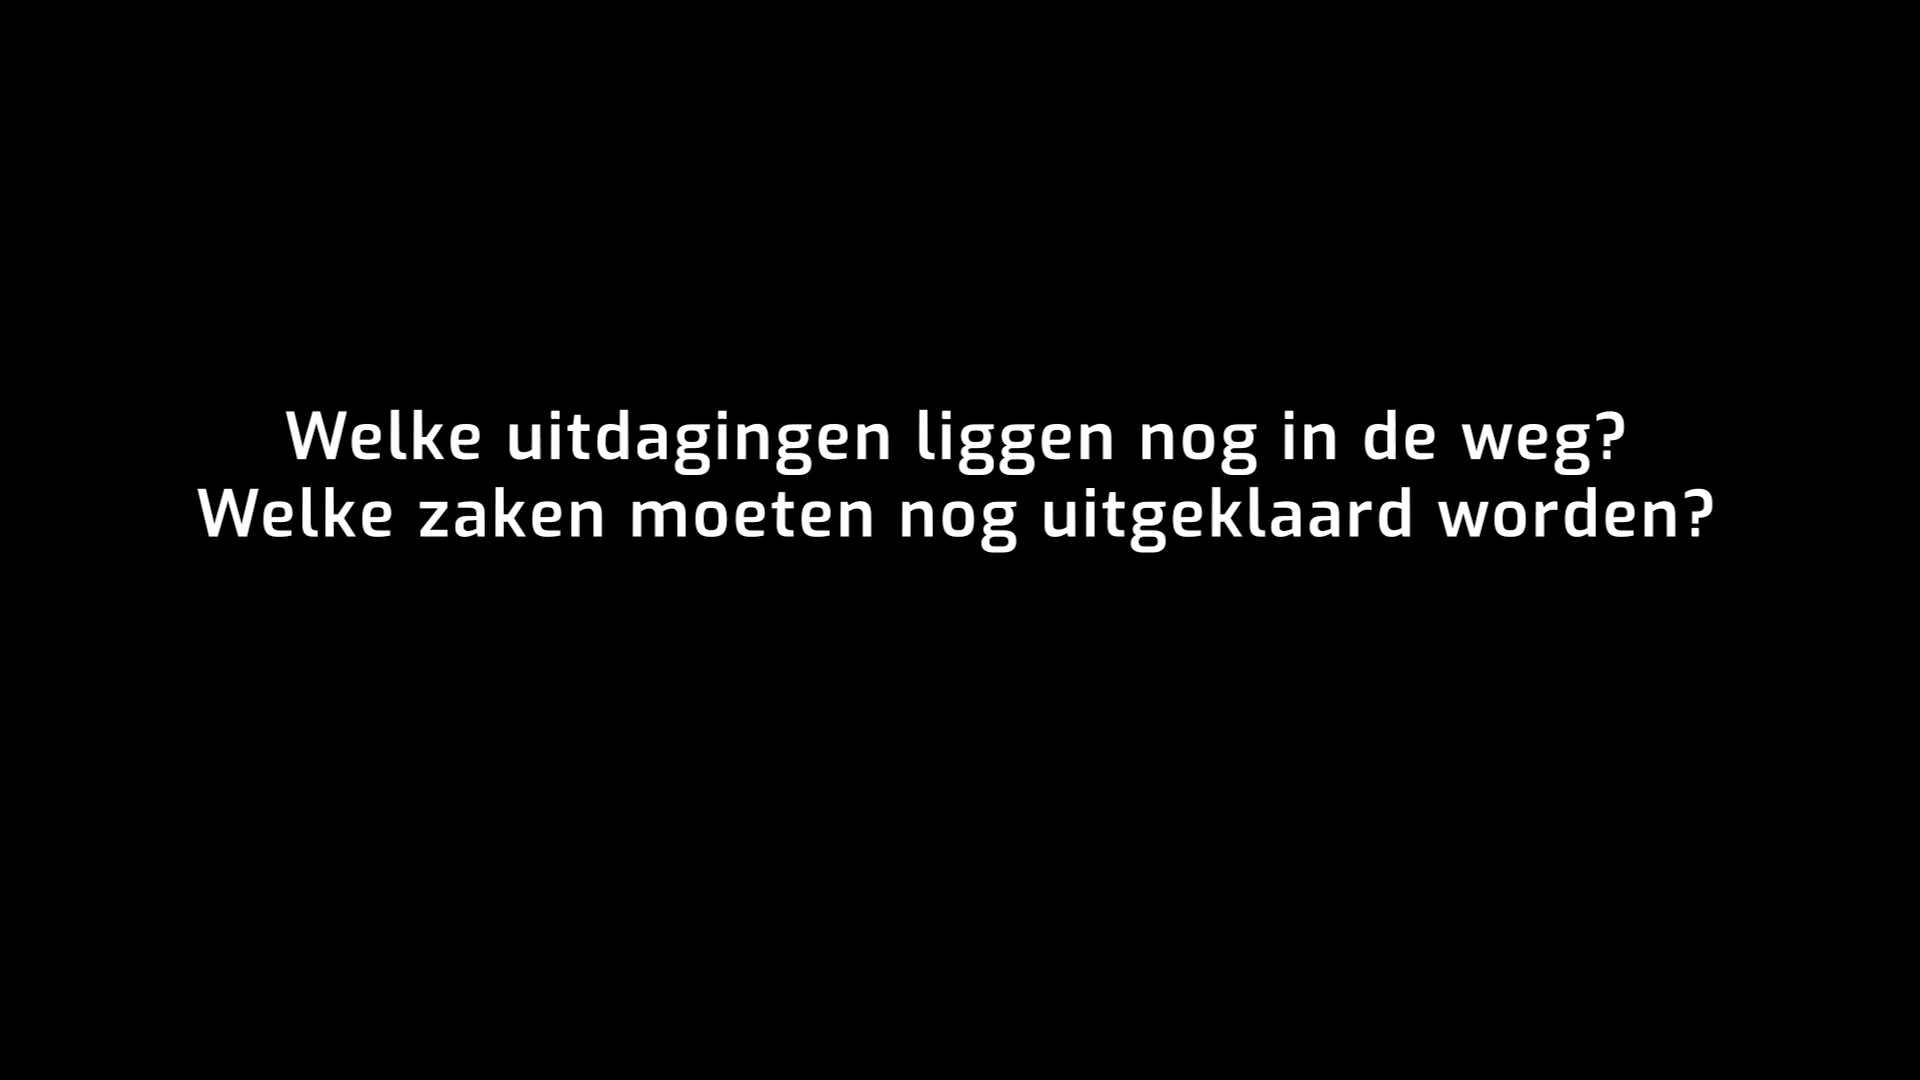 Welke uitdagingen liggen nog in de weg?
Welke zaken moeten nog uitgeklaard worden?